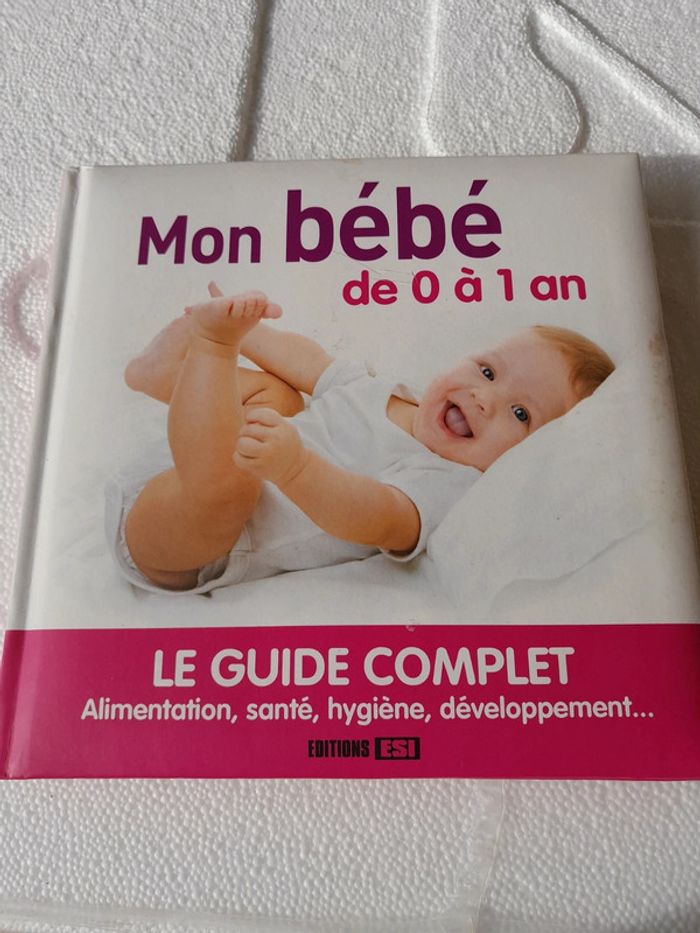 Mon bébé
de 0 à 1 an
LE GUIDE COMPLET
Alimentation, santé, hygiène, développement...
EDITIONS ESI